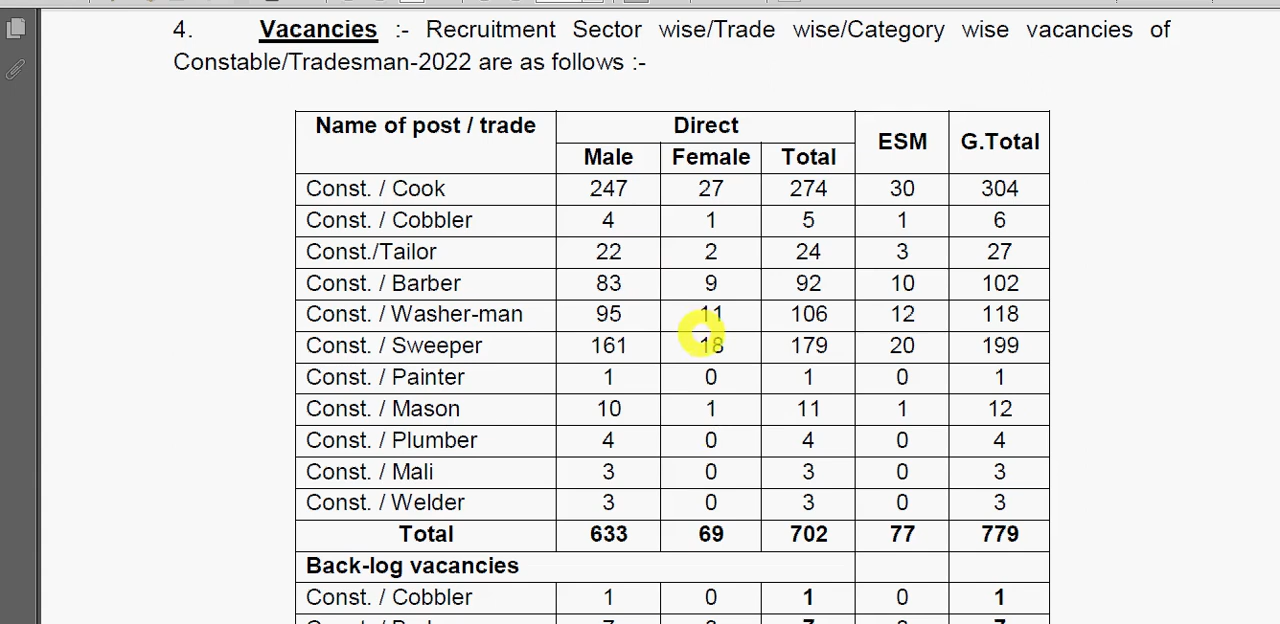 4. Vacancies :- Recruitment Sector wise/Trade wise/Category wise vacancies of
Constable/Tradesman-2022 are as follows :-
Name of post / trade Direct ESM G.Total
Male Female Total
Const. / Cook 247 27 274 30 304
Const. / Cobbler 4 1 5 1 6
Const./Tailor 22 2 24 3 27
Const. / Barber 83 9 92 10 102
Const. / Washer-man 95 11 106 12 118
Const. / Sweeper 161 18 179 20 199
Const. / Painter 1 0 1 0 1
Const. / Mason 10 1 11 1 12
Const. / Plumber 4 0 4 0 4
Const. / Mali 3 0 3 0 3
Const. / Welder 3 0 3 0 3
Total 633 69 702 77 779
Back-log vacancies
Const. / Cobbler 1 0 1 0 1